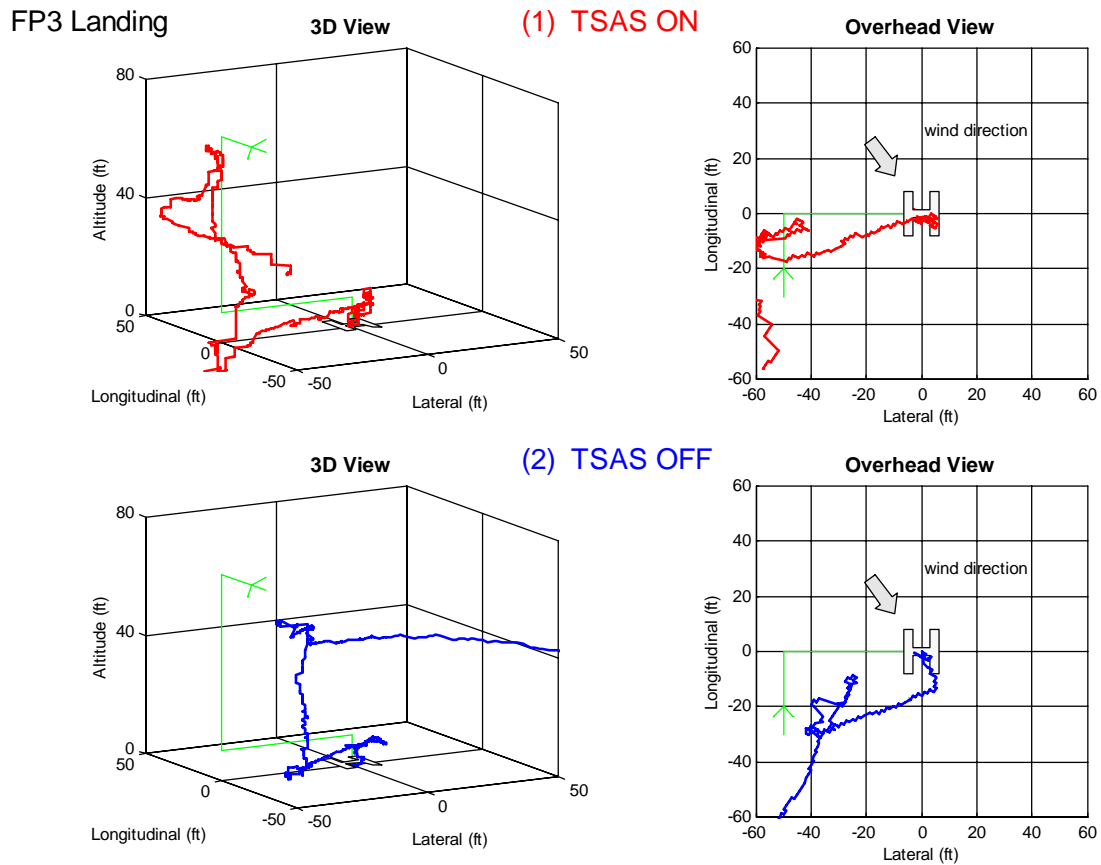 FP3 Landing
(1) TSAS ON
3D View
80
40
0
Altitude (ft)
50
0
-50
Longitudinal (ft)
-50
0
50
Lateral (ft)
Overhead View
60
40
20
0
-20
-40
-60
Longitudinal (ft)
wind direction
-60
-40
-20
0
20
40
60
Lateral (ft)
(2) TSAS OFF
3D View
80
40
0
Altitude (ft)
50
0
-50
Longitudinal (ft)
-50
0
50
Lateral (ft)
Overhead View
60
40
20
0
-20
-40
-60
Longitudinal (ft)
wind direction
-60
-40
-20
0
20
40
60
Lateral (ft)